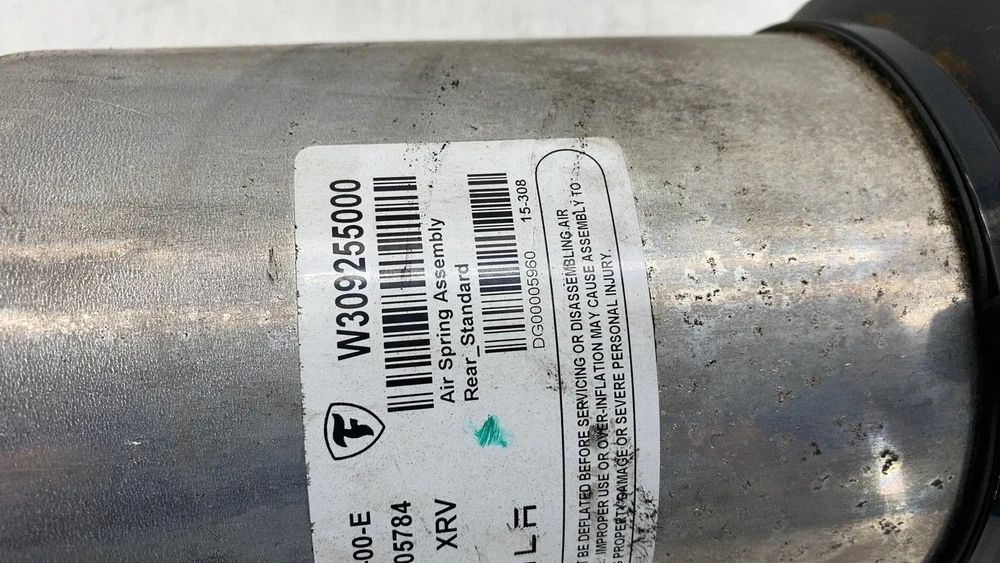 W309255000
Air Spring Assembly
Rear_Standard
DG00005960
15-308
-00-E
05784
XRV
BE DEFLATED BEFORE SERVICING OR DISASSEMBLING.AIR
IMPROPER USE OR OVER-INFLATION MAY CAUSE ASSEMBLY TO
PROPERTY DAMAGE OR SEVERE PERSONAL INJURY.